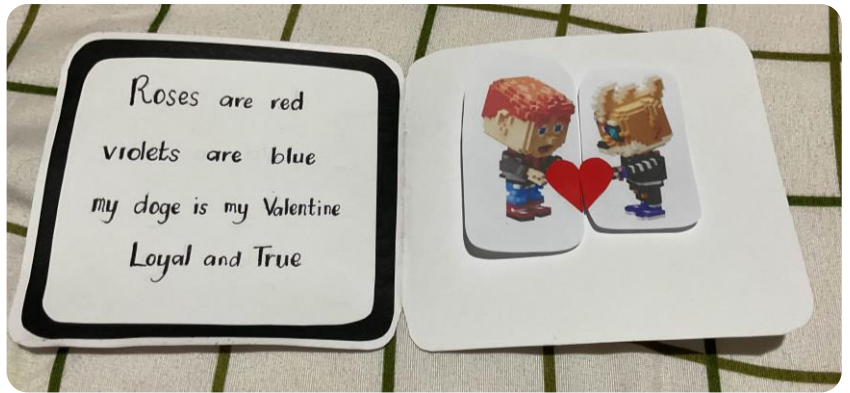 Roses are red
violets are blue
my doge is my Valentine
Loyal and True